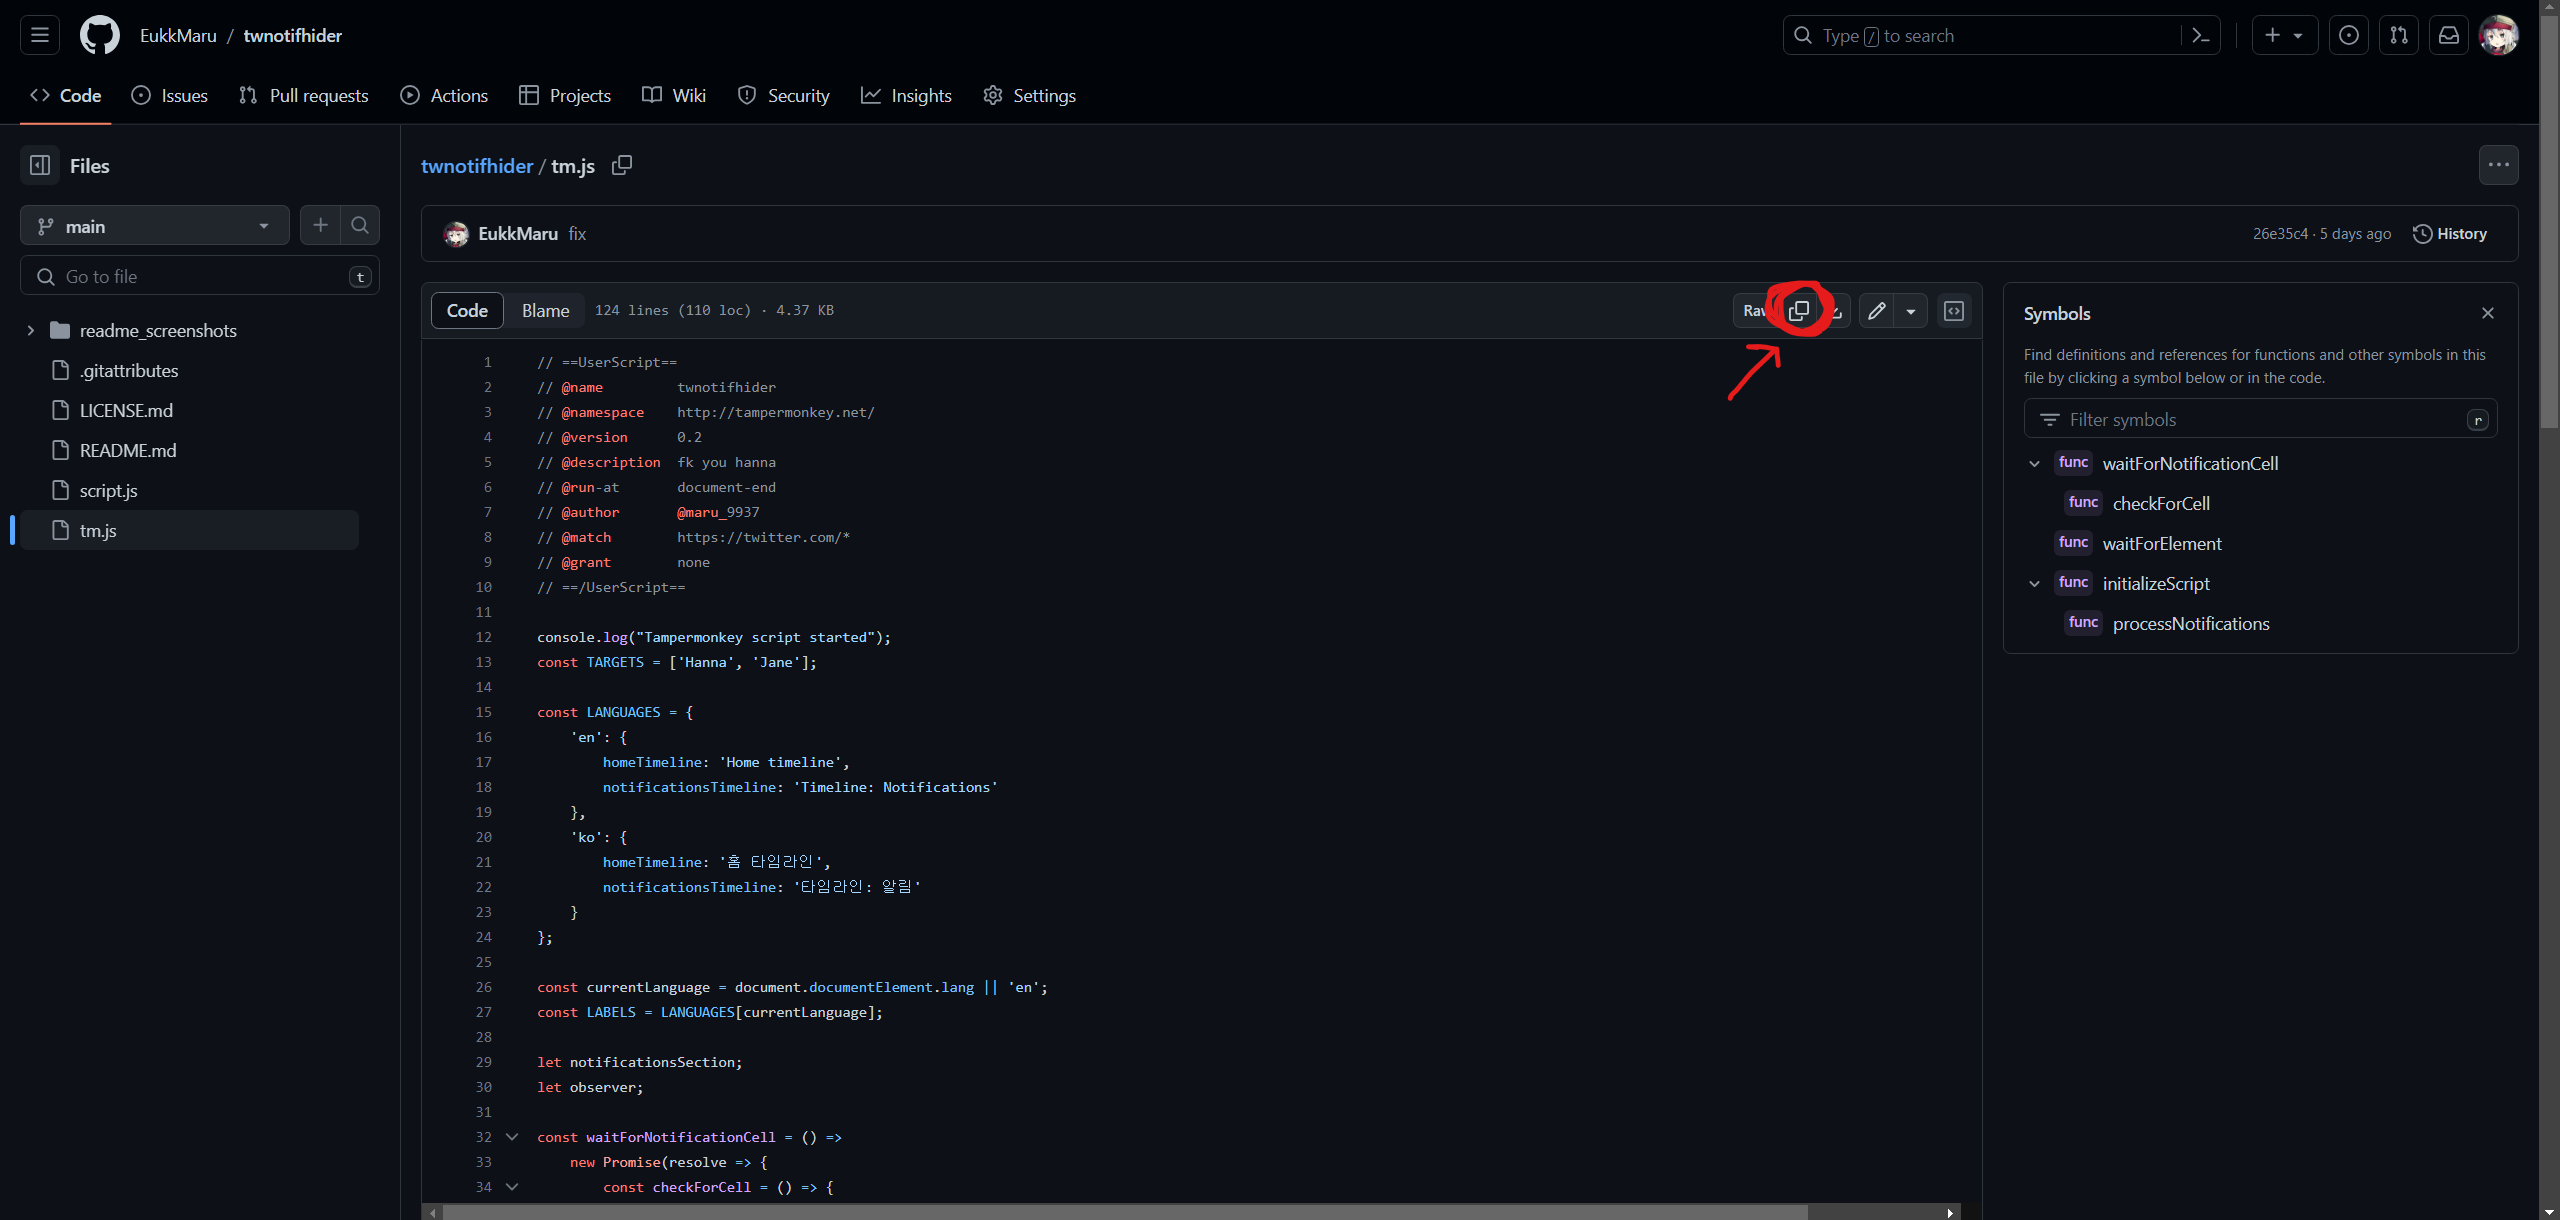 EukkMaru / twnotifhider
Type / to search
Code
Issues
Pull requests
Actions
Projects
Wiki
Security
Insights
Settings
Files
main
Go to file
t
readme_screenshots
.gitattributes
LICENSE.md
README.md
script.js
tm.js
twnotifhider / tm.js
EukkMaru fix
26e35c4 · 5 days ago
History
Code
Blame
124 lines (110 loc) · 4.37 KB
1 // ==UserScript==
2 // @name twnotifhider
3 // @namespace http://tampermonkey.net/
4 // @version 0.2
5 // @description fk you hanna
6 // @run-at document-end
7 // @author @maru_9937
8 // @match https://twitter.com/*
9 // @grant none
10 // ==/UserScript==
11
12 console.log("Tampermonkey script started");
13 const TARGETS = ['Hanna', 'Jane'];
14
15 const LANGUAGES = {
16 'en': {
17 homeTimeline: 'Home timeline',
18 notificationsTimeline: 'Timeline: Notifications'
19 },
20 'ko': {
21 homeTimeline: '홈 타임라인',
22 notificationsTimeline: '타임라인: 알림'
23 }
24 };
25
26 const currentLanguage = document.documentElement.lang || 'en';
27 const LABELS = LANGUAGES[currentLanguage];
28
29 let notificationsSection;
30 let observer;
31
32 const waitForNotificationCell = () =>
33 new Promise(resolve => {
34 const checkForCell = () => {
Symbols
Find definitions and references for functions and other symbols in this
file by clicking a symbol below or in the code.
Filter symbols
r
func waitForNotificationCell
func checkForCell
func waitForElement
func initializeScript
func processNotifications